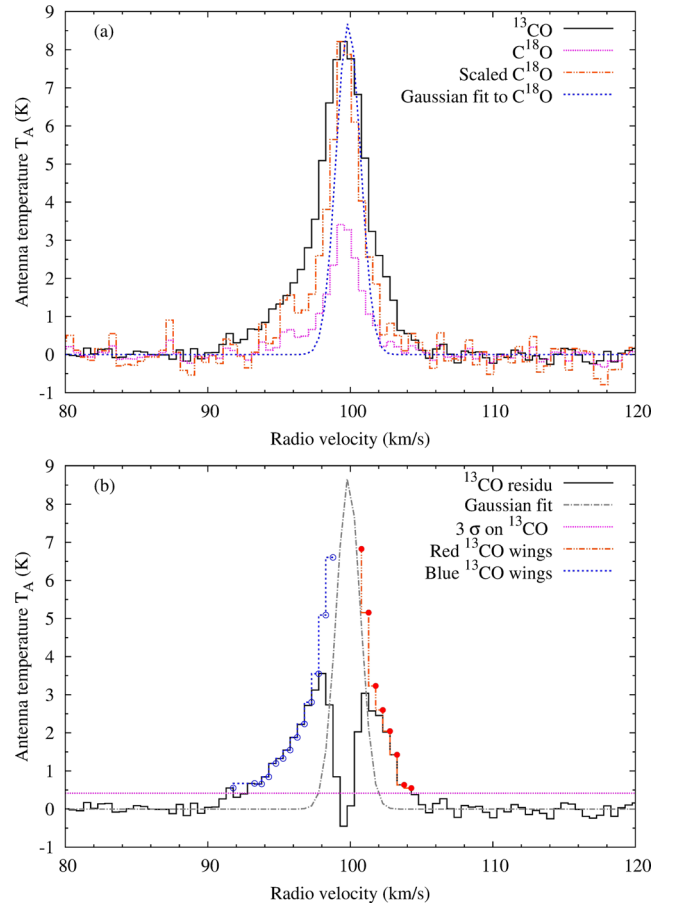 (a)
¹³CO
C¹⁸O
Scaled C¹⁸O
Gaussian fit to C¹⁸O
Antenna temperature T_A (K)
9
8
7
6
5
4
3
2
1
0
-1
80 90 100 110 120
Radio velocity (km/s)
(b)
¹³CO residu
Gaussian fit
3 σ on ¹³CO
Red ¹³CO wings
Blue ¹³CO wings
Antenna temperature T_A (K)
9
8
7
6
5
4
3
2
1
0
-1
80 90 100 110 120
Radio velocity (km/s)